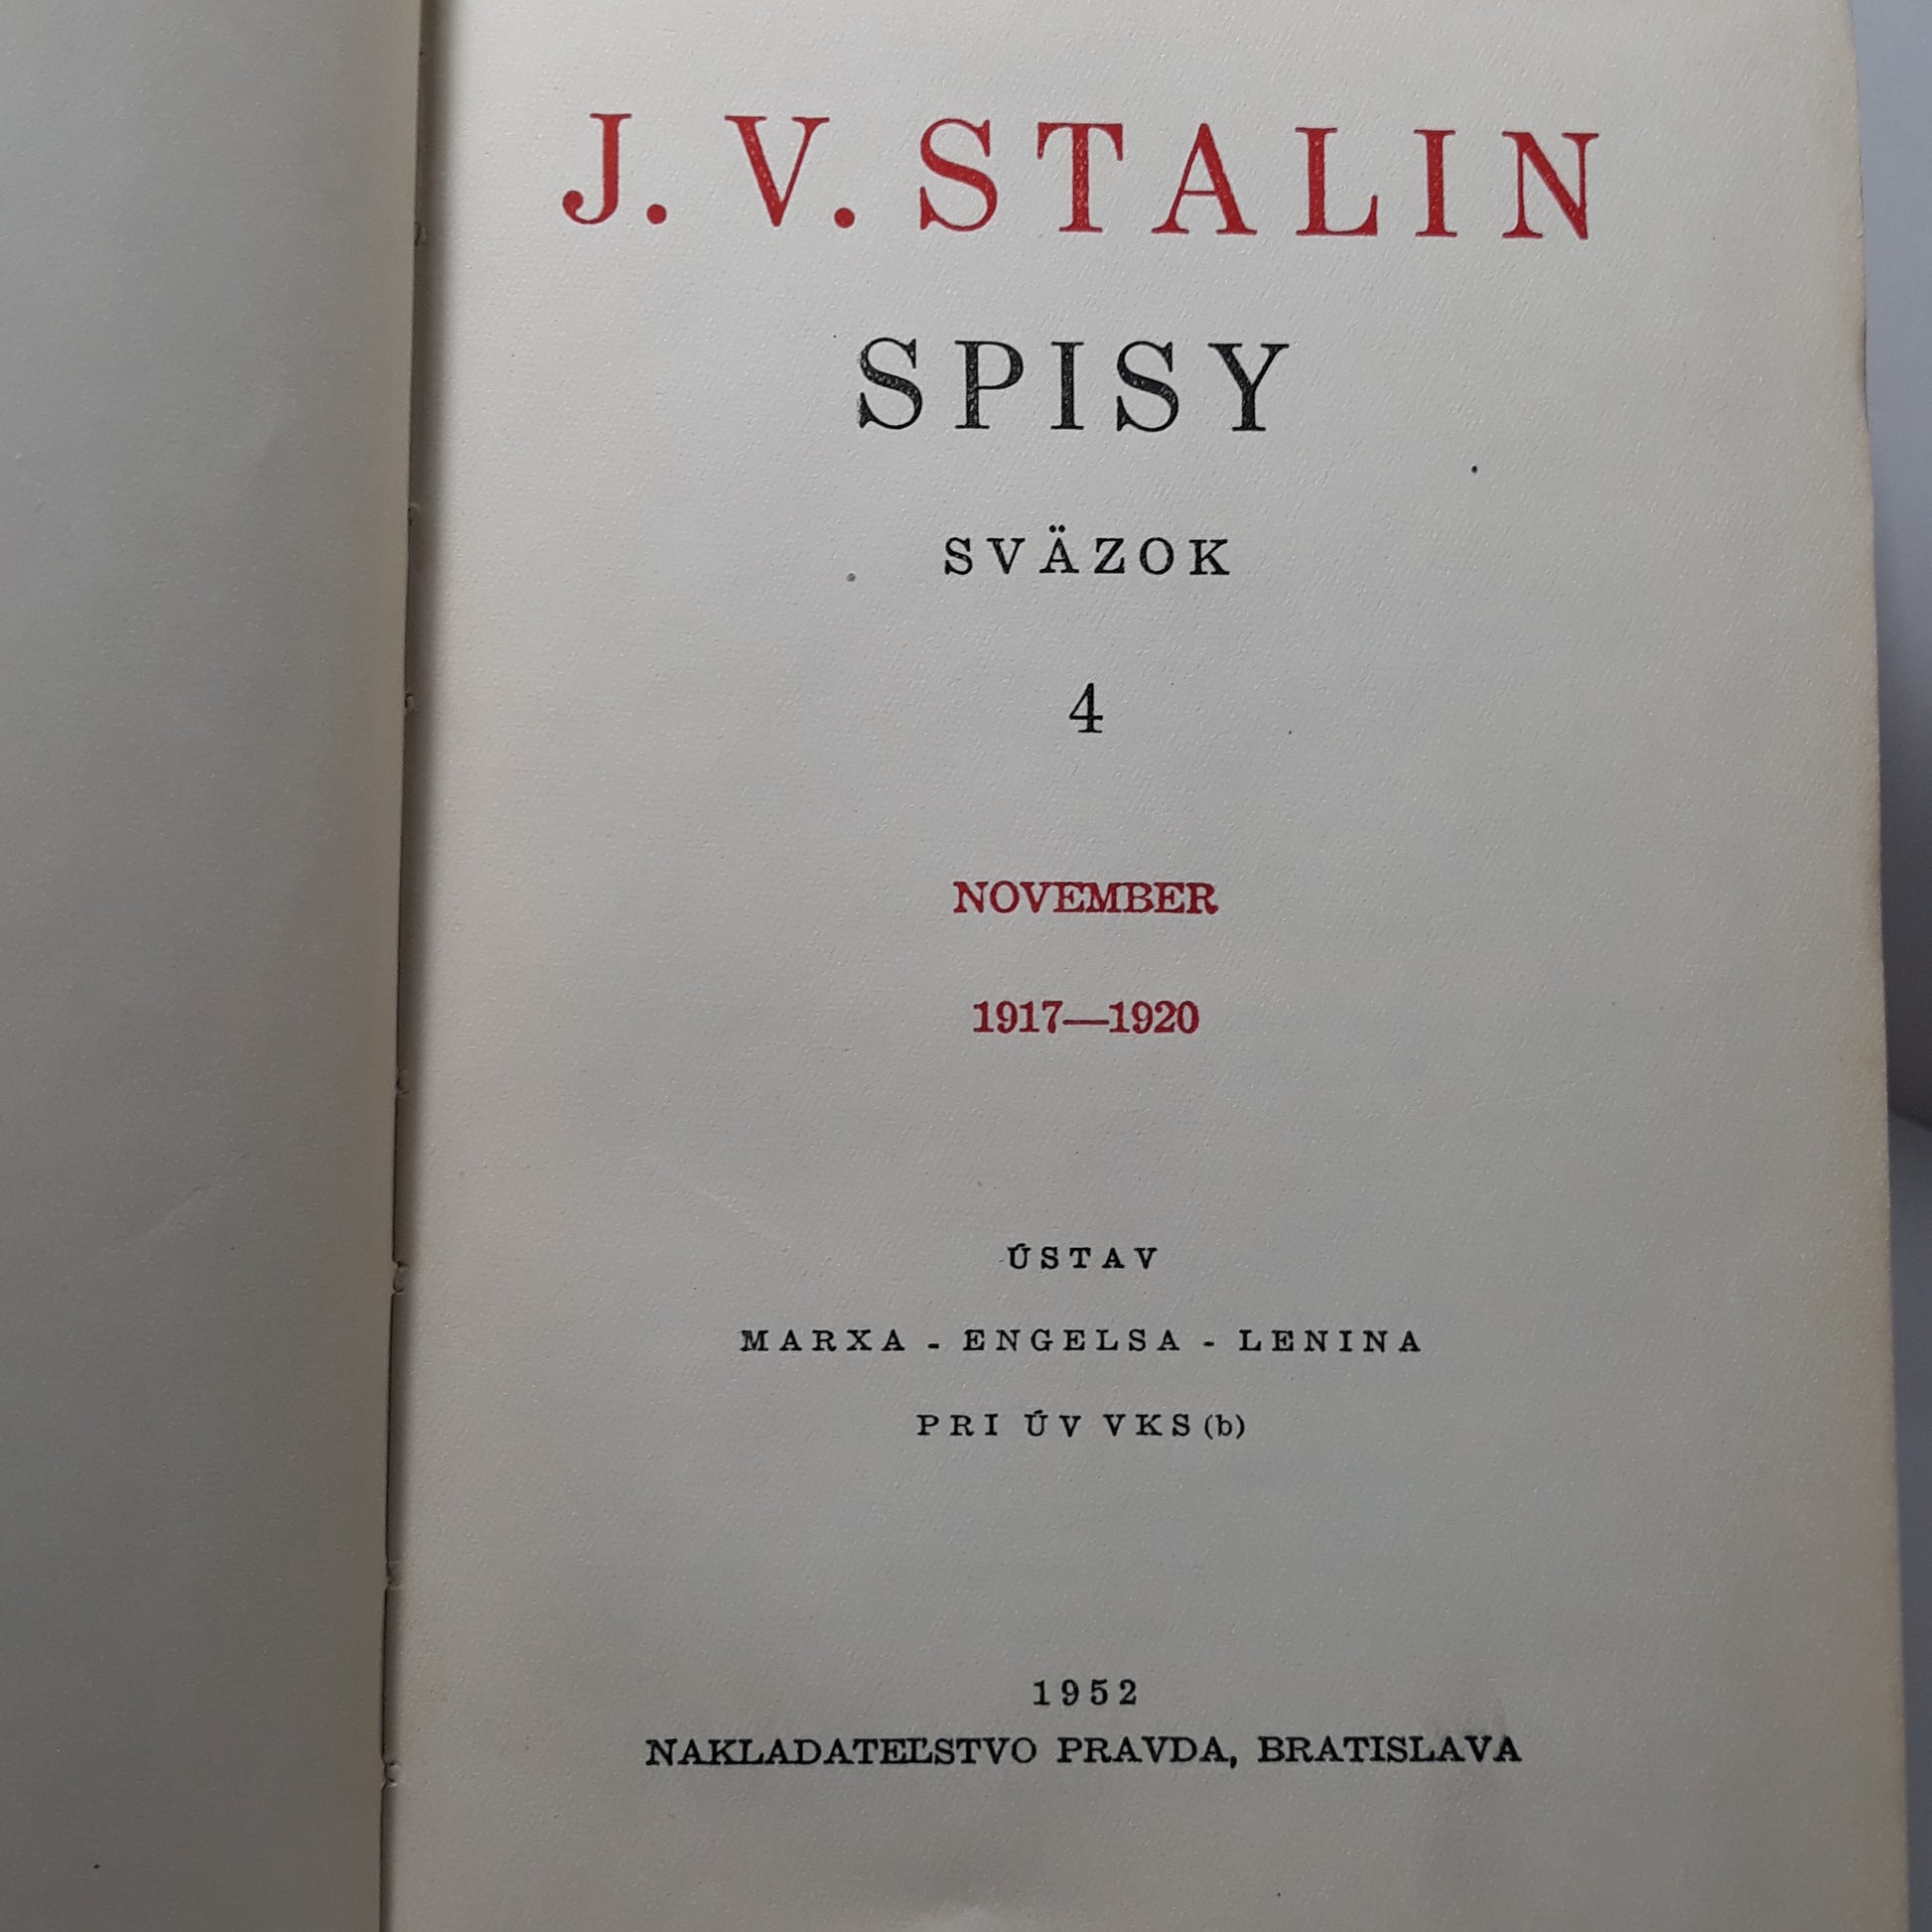 J. V. STALIN
SPISY
SVÄZOK
4
NOVEMBER
1917—1920
ÚSTAV
MARXA - ENGELSA - LENINA
PRI ÚV VKS (b)
1952
NAKLADATEĽSTVO PRAVDA, BRATISLAVA